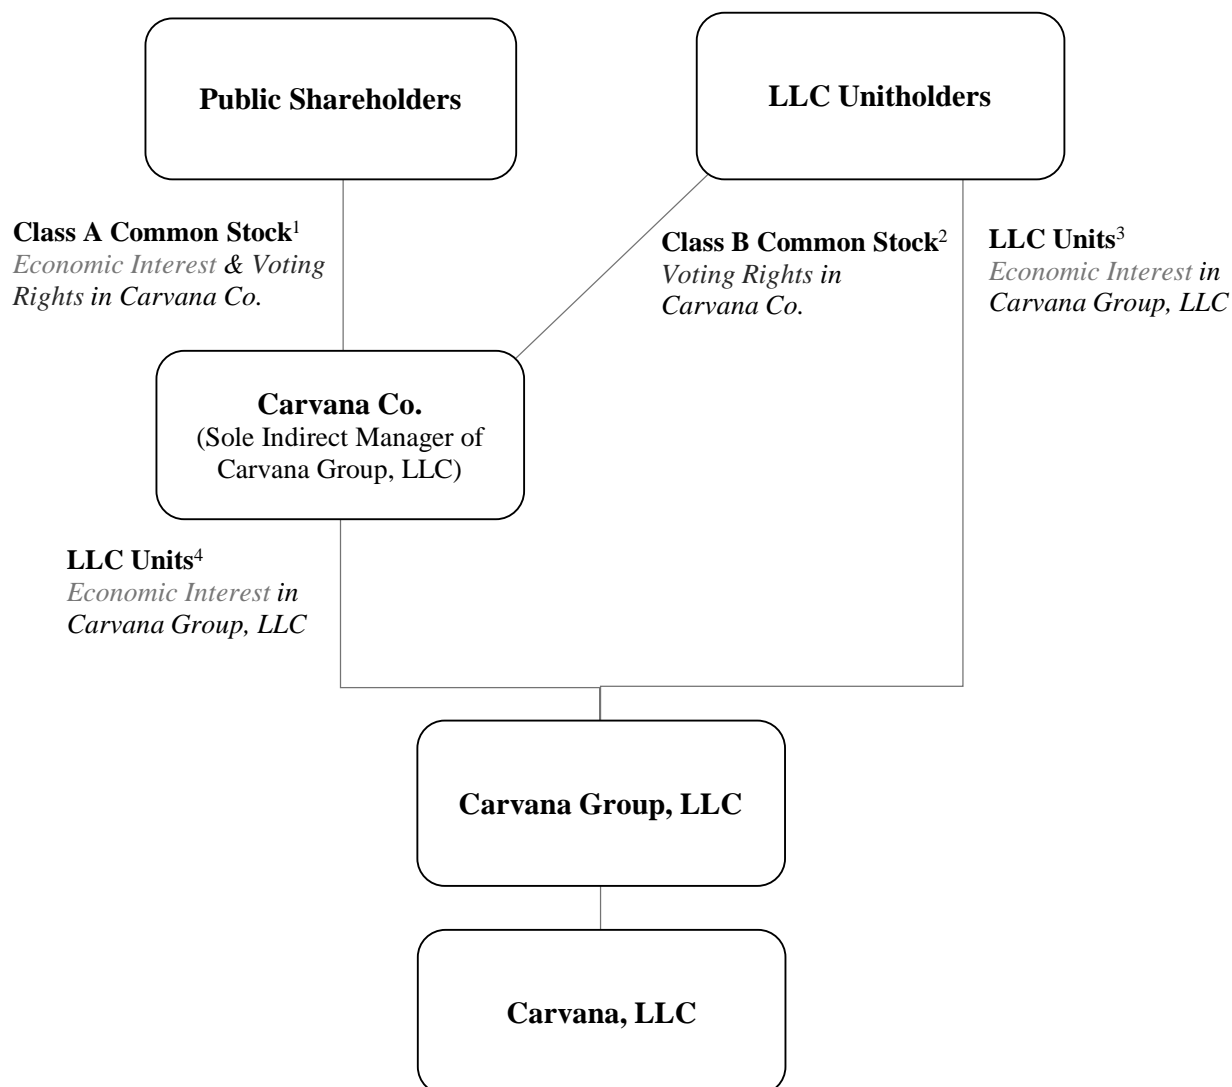 Public Shareholders
LLC Unitholders
Class A Common Stock¹
Economic Interest & Voting
Rights in Carvana Co.
Class B Common Stock²
Voting Rights in
Carvana Co.
LLC Units³
Economic Interest in
Carvana Group, LLC
Carvana Co.
(Sole Indirect Manager of
Carvana Group, LLC)
LLC Units⁴
Economic Interest in
Carvana Group, LLC
Carvana Group, LLC
Carvana, LLC